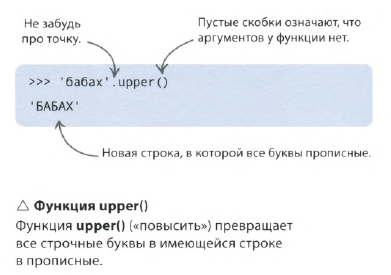 Не забудь
про точку.
Пустые скобки означают, что
аргументов у функции нет.
>>> 'бабах'.upper()
'БАБАХ'
Новая строка, в которой все буквы прописные.
△ Функция upper()
Функция upper() («повысить») превращает
все строчные буквы в имеющейся строке
в прописные.